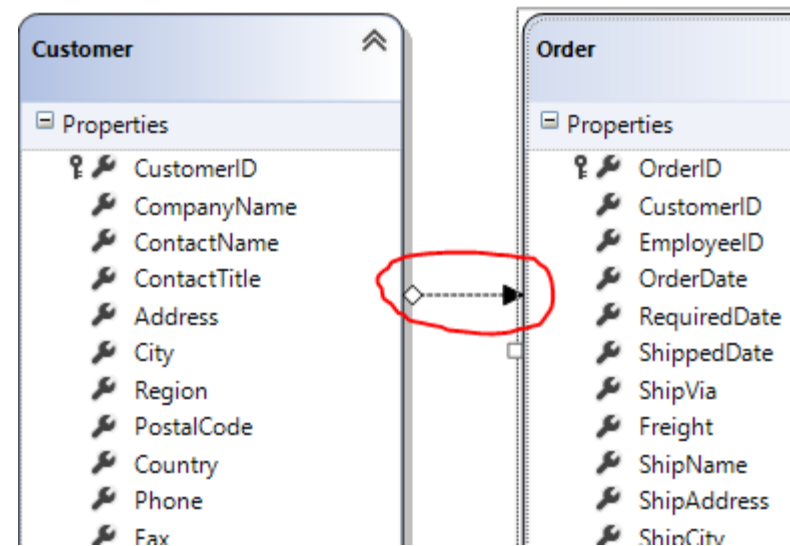 Customer
Properties
CustomerID
CompanyName
ContactName
ContactTitle
Address
City
Region
PostalCode
Country
Phone
Fax
Order
Properties
OrderID
CustomerID
EmployeeID
OrderDate
RequiredDate
ShippedDate
ShipVia
Freight
ShipName
ShipAddress
ShipCity